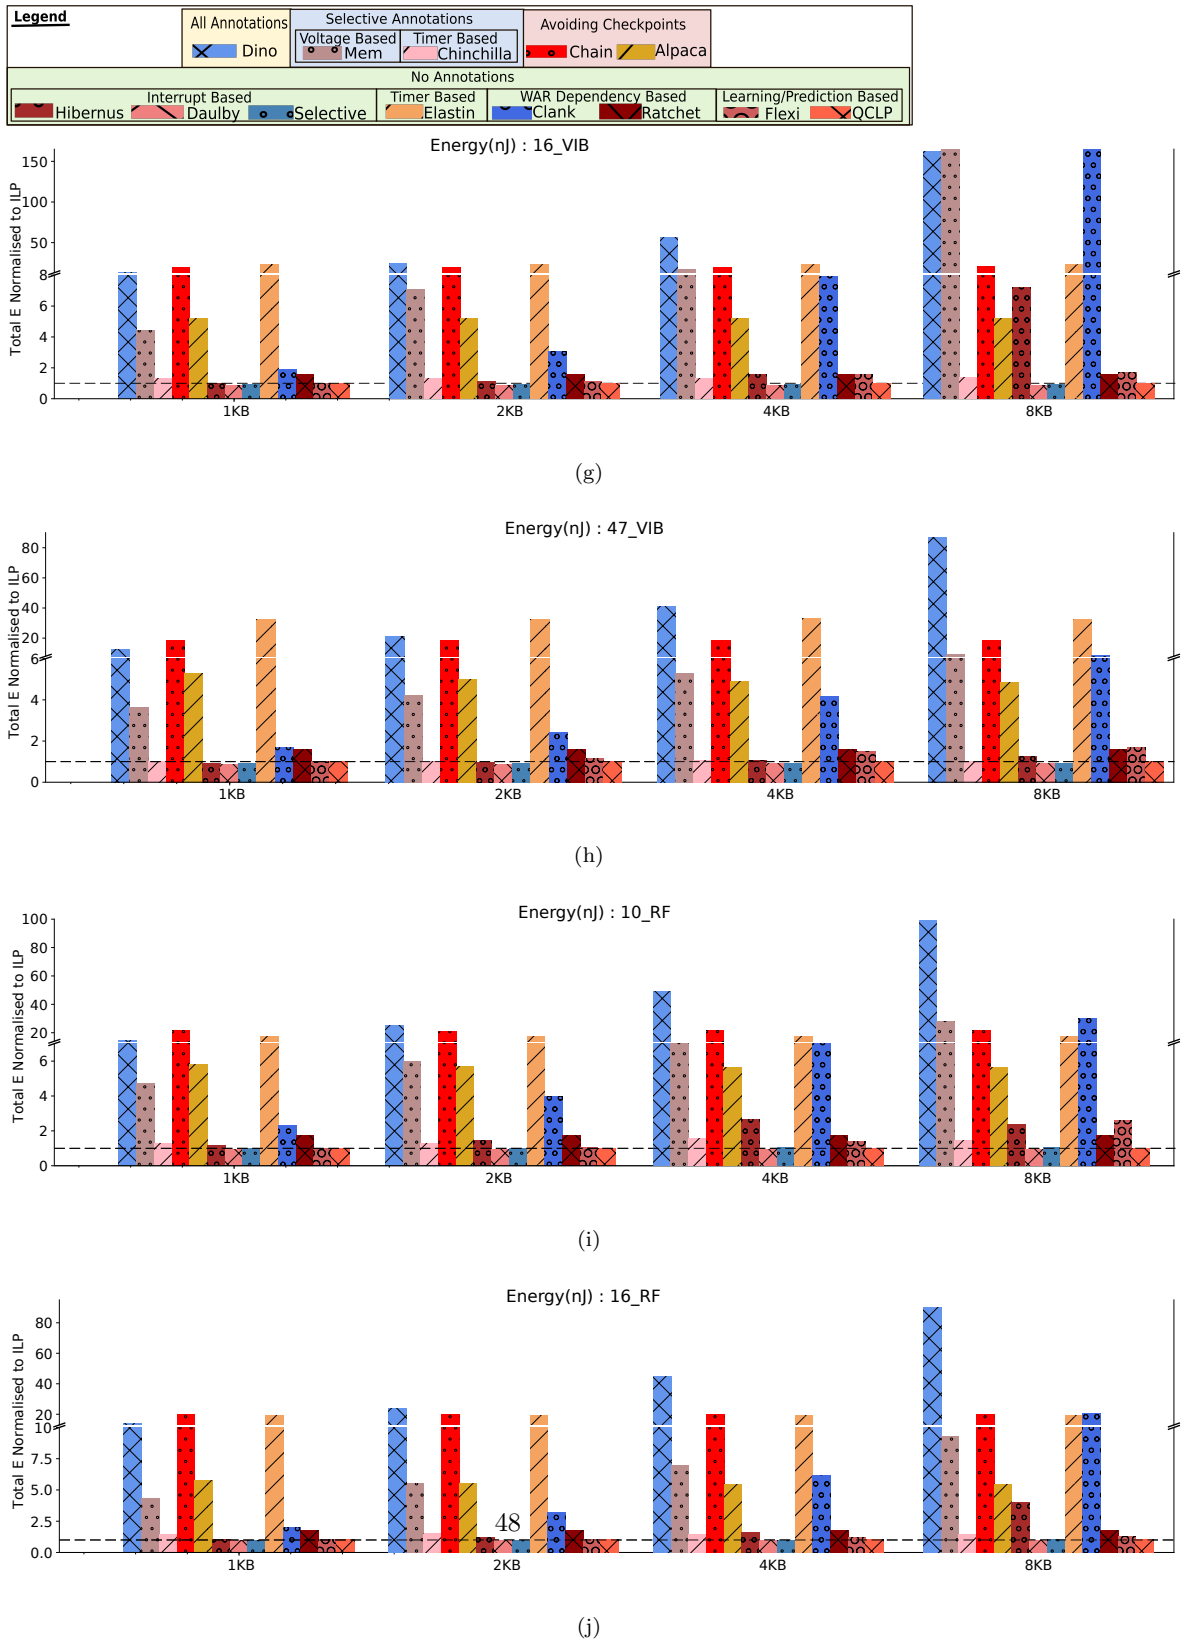 Legend
All Annotations
Dino
Selective Annotations
Voltage Based
Mem
Timer Based
Chinchilla
Avoiding Checkpoints
Chain
Alpaca
No Annotations
Interrupt Based
Hibernus
Daulby
Selective
Timer Based
Elastin
WAR Dependency Based
Clank
Ratchet
Learning/Prediction Based
Flexi
QCLP
Energy(nJ) : 16_VIB
Total E Normalised to ILP
150
100
50
8
6
4
2
0
1KB
2KB
4KB
8KB
(g)
Energy(nJ) : 47_VIB
Total E Normalised to ILP
80
60
40
20
6
4
2
0
1KB
2KB
4KB
8KB
(h)
Energy(nJ) : 10_RF
Total E Normalised to ILP
100
80
60
40
20
6
4
2
0
1KB
2KB
4KB
8KB
(i)
Energy(nJ) : 16_RF
Total E Normalised to ILP
80
60
40
20
10
7.5
5.0
2.5
0.0
48
1KB
2KB
4KB
8KB
(j)